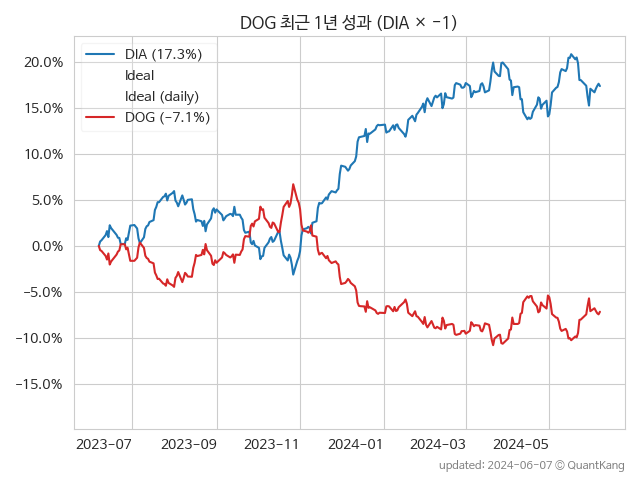 DOG 최근 1년 성과 (DIA × −1)
DIA (17.3%)
Ideal
Ideal (daily)
DOG (−7.1%)
20.0%
15.0%
10.0%
5.0%
0.0%
−5.0%
−10.0%
−15.0%
2023−07 2023−09 2023−11 2024−01 2024−03 2024−05
updated: 2024−06−07 © QuantKang